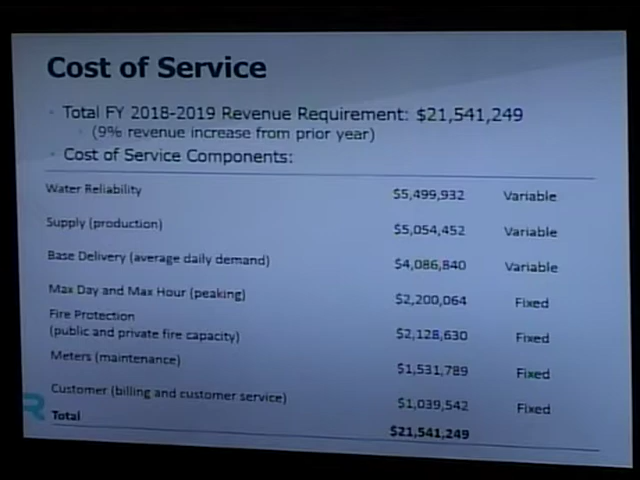 Cost of Service
Total FY 2018-2019 Revenue Requirement: $21,541,249
(9% revenue increase from prior year)
Cost of Service Components:
Water Reliability $5,499,932 Variable
Supply (production) $5,054,452 Variable
Base Delivery (average daily demand) $4,086,840 Variable
Max Day and Max Hour (peaking) $2,200,064 Fixed
Fire Protection
(public and private fire capacity) $2,128,630 Fixed
Meters (maintenance) $1,531,789 Fixed
Customer (billing and customer service) $1,039,542 Fixed
R
Total $21,541,249